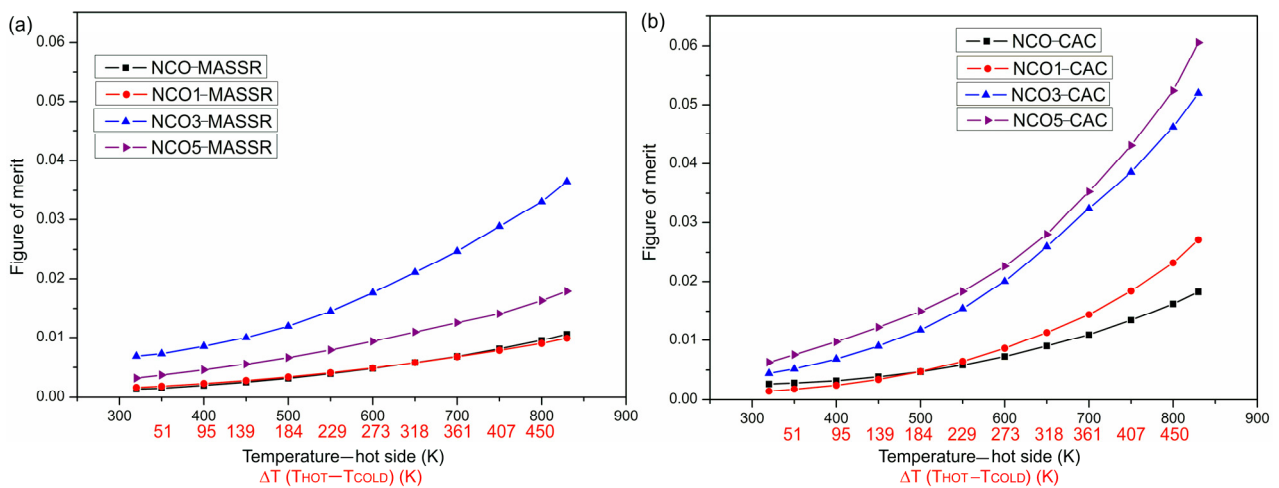 (a)
0.06
0.05
0.04
0.03
0.02
0.01
0.00
Figure of merit
NCO–MASSR
NCO1–MASSR
NCO3–MASSR
NCO5–MASSR
300 400 500 600 700 800 900
51 95 139 184 229 273 318 361 407 450
Temperature—hot side (K)
ΔT (THOT–TCOLD) (K)
(b)
0.06
0.05
0.04
0.03
0.02
0.01
0.00
Figure of merit
NCO–CAC
NCO1–CAC
NCO3–CAC
NCO5–CAC
300 400 500 600 700 800 900
51 95 139 184 229 273 318 361 407 450
Temperature—hot side (K)
ΔT (THOT–TCOLD) (K)